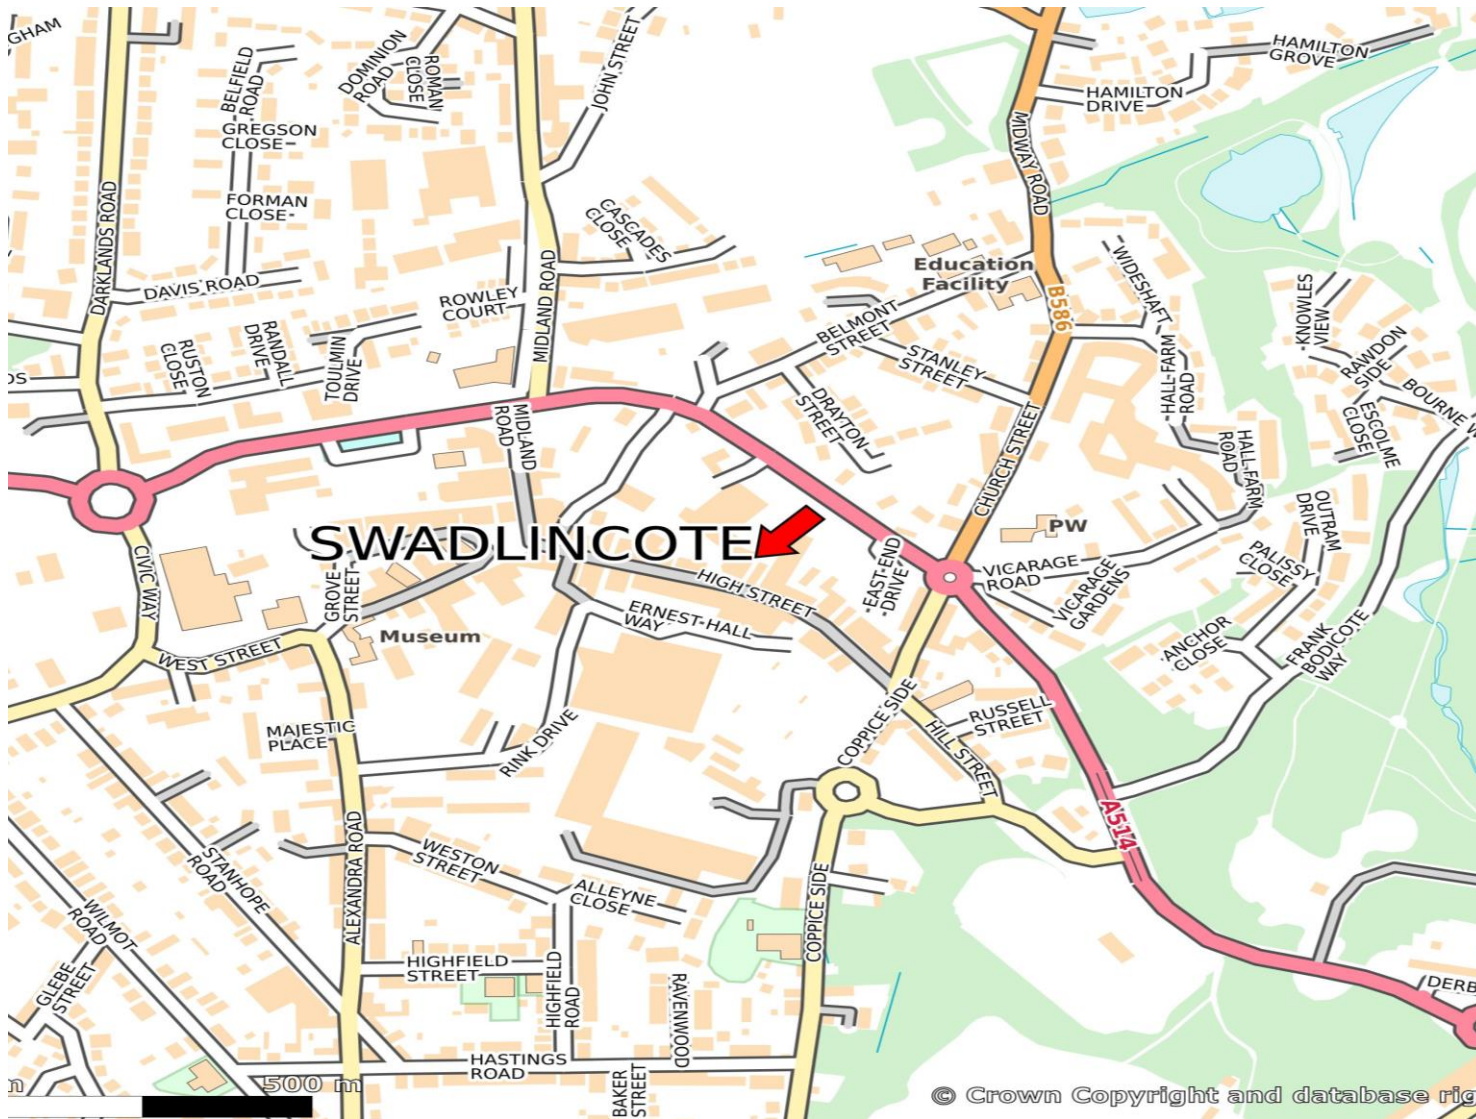 GHAM
BELFIELD
ROAD
DOMINION
ROAD
ROMAN
CLOSE
JOHN STREET
HAMILTON
GROVE
HAMILTON
DRIVE
GREGSON
CLOSE
MIDWAY ROAD
DARKLANDS ROAD
FORMAN
CLOSE
CASCADES
CLOSE
Education
Facility
WIDESHAFT
DAVIS ROAD
ROWLEY
COURT
MIDLAND ROAD
B586
KNOWLES
VIEW
BELMONT
STREET
RUSTON
CLOSE
RANDALL
DRIVE
TOULMIN
DRIVE
STANLEY
STREET
HALL FARM
ROAD
RAWDON
SIDE
DS
BOURNE W
DRAYTON
STREET
ESCOLME
CLOSE
MIDLAND
ROAD
CHURCH STREET
HALL FARM
ROAD
OUTRAM
DRIVE
PW
SWADLINCOTE
CIVIC WAY
GROVE
STREET
HIGH STREET
EAST END
DRIVE
VICARAGE
ROAD
PALISSY
CLOSE
VICARAGE
GARDENS
ERNEST HALL
WAY
Museum
WEST STREET
ANCHOR
CLOSE
FRANK
BODICOTE
WAY
MAJESTIC
PLACE
RINK DRIVE
COPPICE SIDE
RUSSELL
STREET
HILL STREET
A514
STANHOPE
ROAD
ALEXANDRA ROAD
WESTON
STREET
ALLEYNE
CLOSE
COPPICE SIDE
WILMOT
ROAD
GLEBE
STREET
HIGHFIELD
STREET
HIGHFIELD
ROAD
RAVENWOOD
DERB
HASTINGS
ROAD
BAKER
STREET
m
500 m
© Crown Copyright and database rig